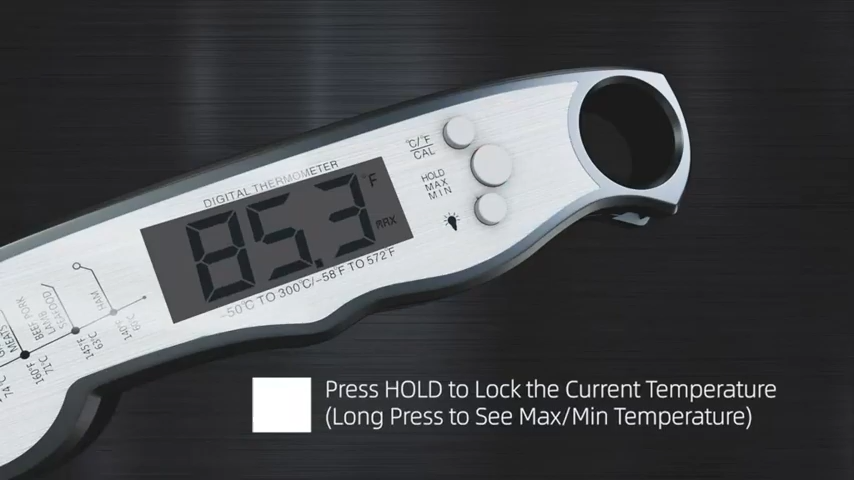 °C/°F
CAL
HOLD
MAX
MIN
DIGITAL THERMOMETER
85.3 °F
MAX
-50°C TO 300°C/-58°F TO 572°F
HAM
60°C
140°F
SEAFOOD
LAMB
63°C
145°F
BEEF PORK
71°C
160°F
MEATS
74°C
Press HOLD to Lock the Current Temperature
(Long Press to See Max/Min Temperature)